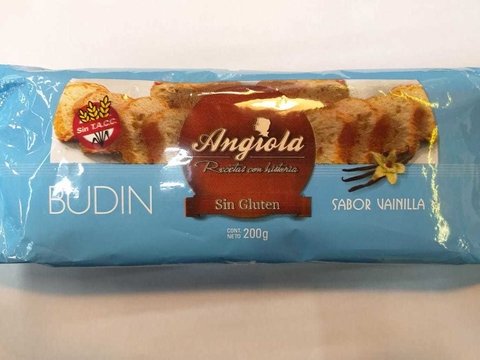 Sin T.A.C.C.
Angiola
Recetas con historia
BUDIN
Sin Gluten
SABOR VAINILLA
CONT.
NETO 200g